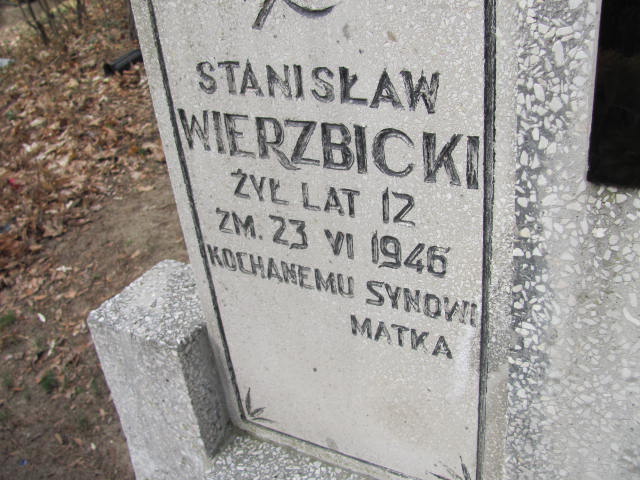 STANISŁAW
WIERZBICKI
ŻYŁ LAT 12
ZM. 23 VI 1946
KOCHANEMU SYNOWI
MATKA